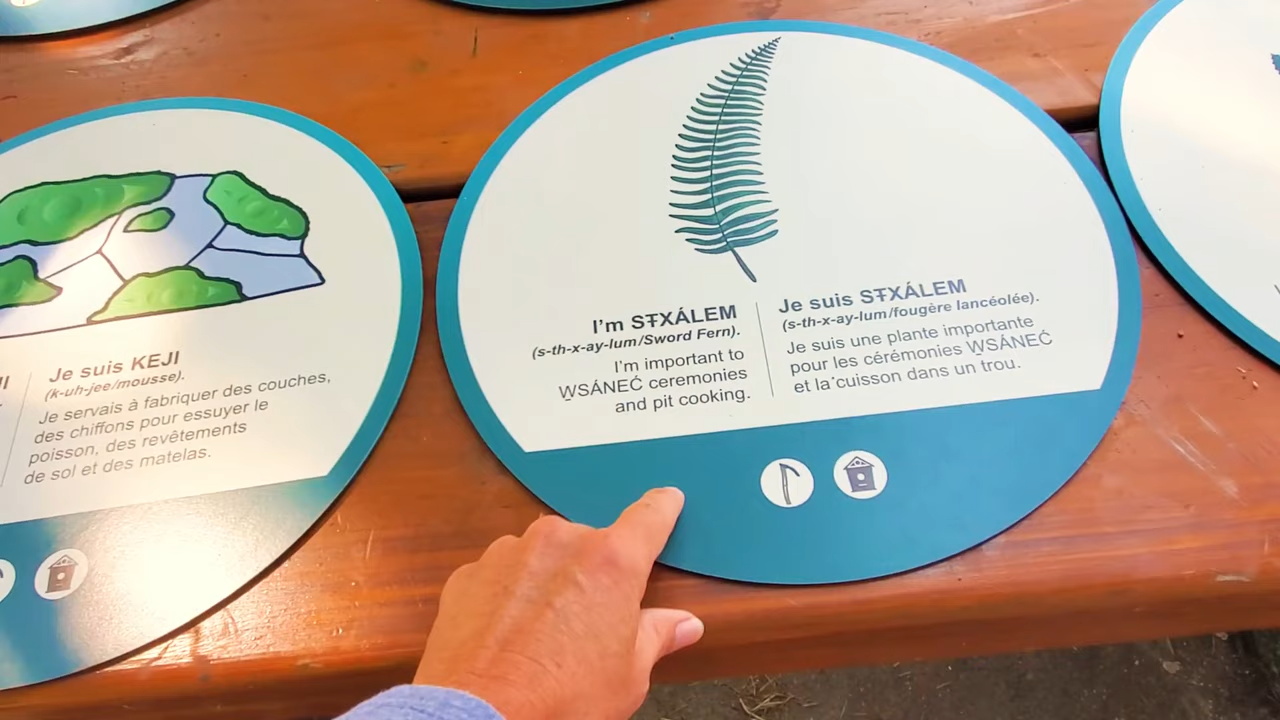 Je suis KEJI
(k-uh-jee/mousse).
Je servais à fabriquer des couches,
des chiffons pour essuyer le
poisson, des revêtements
de sol et des matelas.
I'm SŦXÁLEM
(s-th-x-ay-lum/Sword Fern).
I'm important to
W̱SÁNEĆ ceremonies
and pit cooking.
Je suis SŦXÁLEM
(s-th-x-ay-lum/fougère lancéolée).
Je suis une plante importante
pour les cérémonies W̱SÁNEĆ
et la cuisson dans un trou.